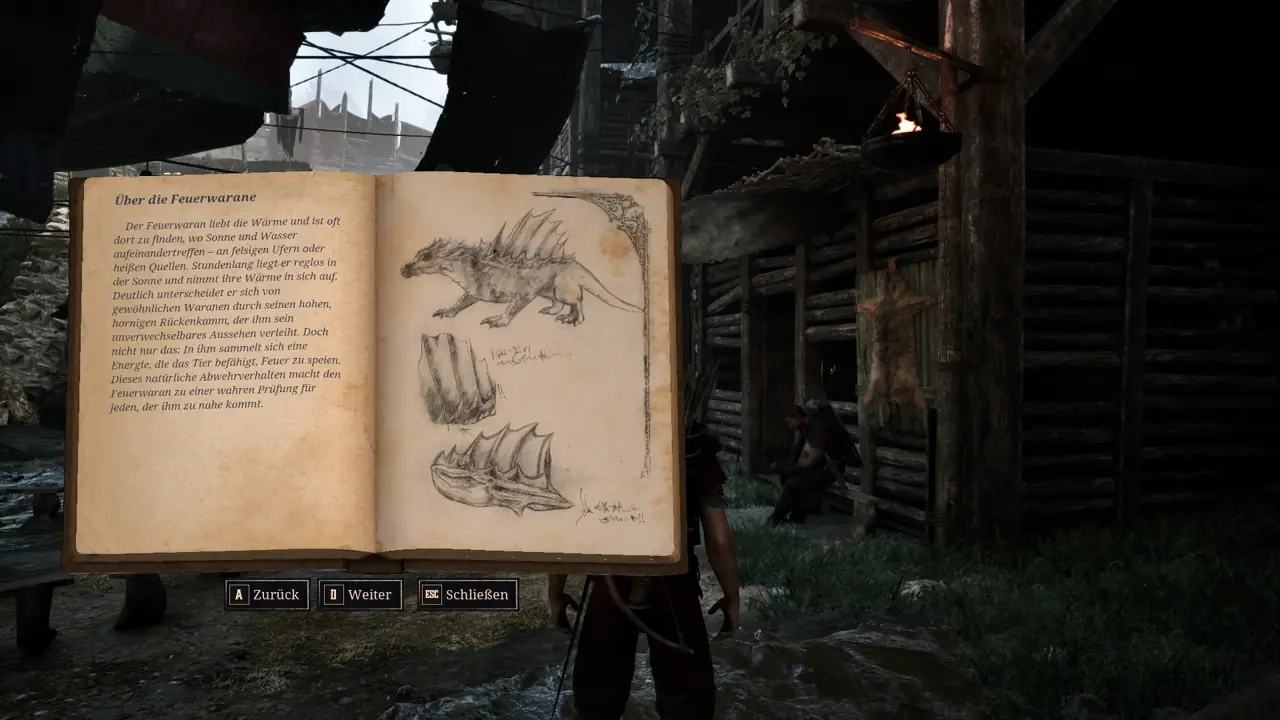 Über die Feuerwarane
Der Feuerwaran liebt die Wärme und ist oft
dort zu finden, wo Sonne und Wasser
aufeinandertreffen – an felsigen Ufern oder
heißen Quellen. Stundenlang liegt er reglos in
der Sonne und nimmt ihre Wärme in sich auf.
Deutlich unterscheidet er sich von
gewöhnlichen Waranen durch seinen hohen,
hornigen Rückenkamm, der ihm sein
unverwechselbares Aussehen verleiht. Doch
nicht nur das: In ihm sammelt sich eine
Energie, die das Tier befähigt, Feuer zu speien.
Dieses natürliche Abwehrverhalten macht den
Feuerwaran zu einer wahren Prüfung für
jeden, der ihm zu nahe kommt.
A Zurück
D Weiter
ESC Schließen